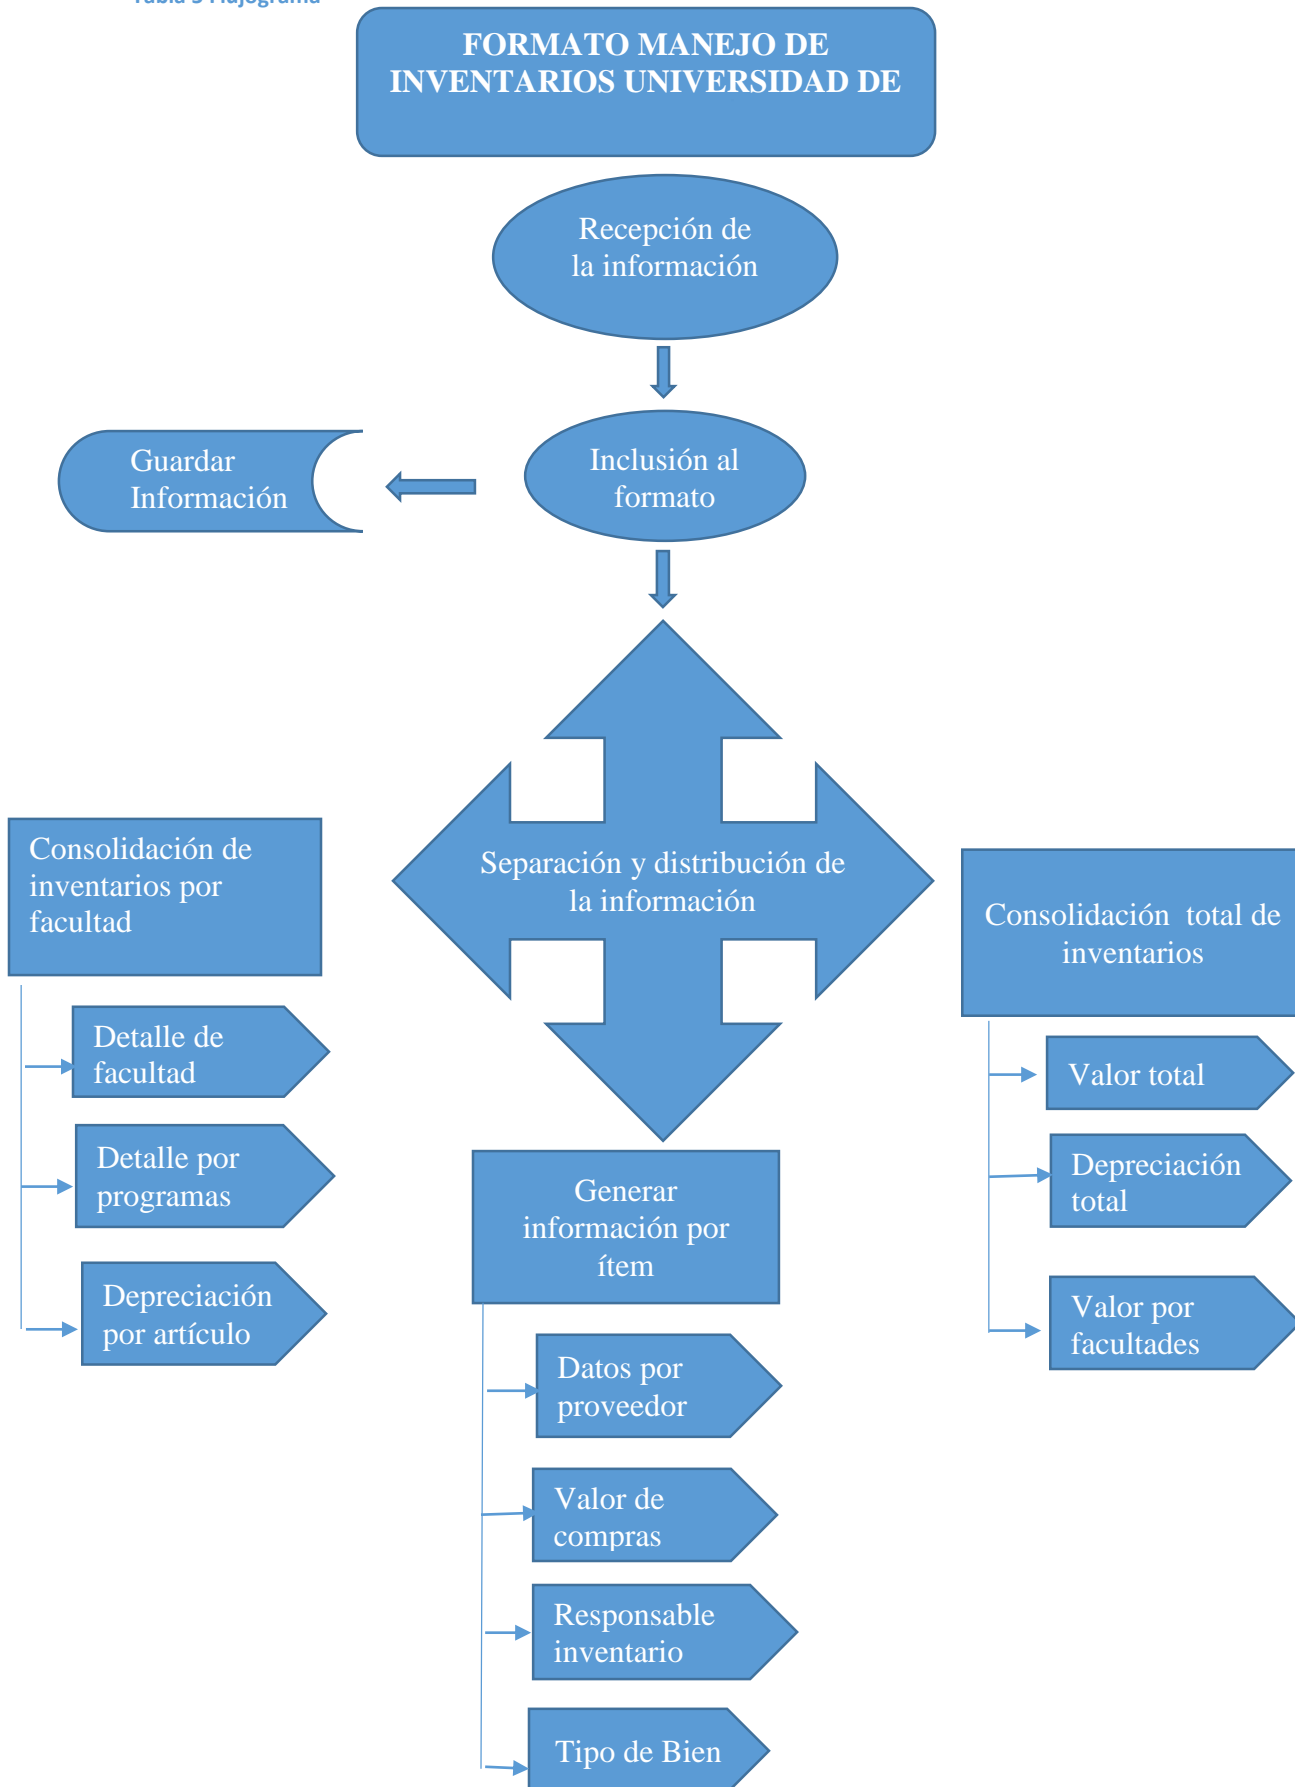 Tabla 3 Flujograma
FORMATO MANEJO DE
INVENTARIOS UNIVERSIDAD DE
Recepción de
la información
Inclusión al
formato
Guardar
Información
Separación y distribución de
la información
Consolidación de
inventarios por
facultad
Detalle de
facultad
Detalle por
programas
Depreciación
por artículo
Generar
información por
ítem
Datos por
proveedor
Valor de
compras
Responsable
inventario
Tipo de Bien
Consolidación total de
inventarios
Valor total
Depreciación
total
Valor por
facultades